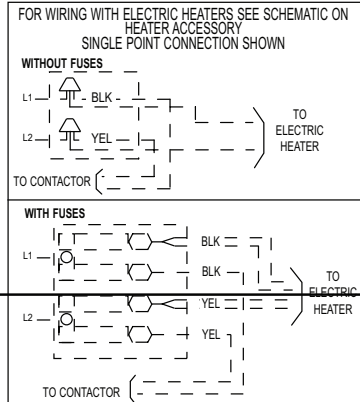 FOR WIRING WITH ELECTRIC HEATERS SEE SCHEMATIC ON
HEATER ACCESSORY
SINGLE POINT CONNECTION SHOWN
WITHOUT FUSES
L1
BLK
TO
ELECTRIC
HEATER
L2
YEL
TO CONTACTOR
WITH FUSES
BLK
L1
BLK
TO
ELECTRIC
HEATER
YEL
L2
YEL
TO CONTACTOR